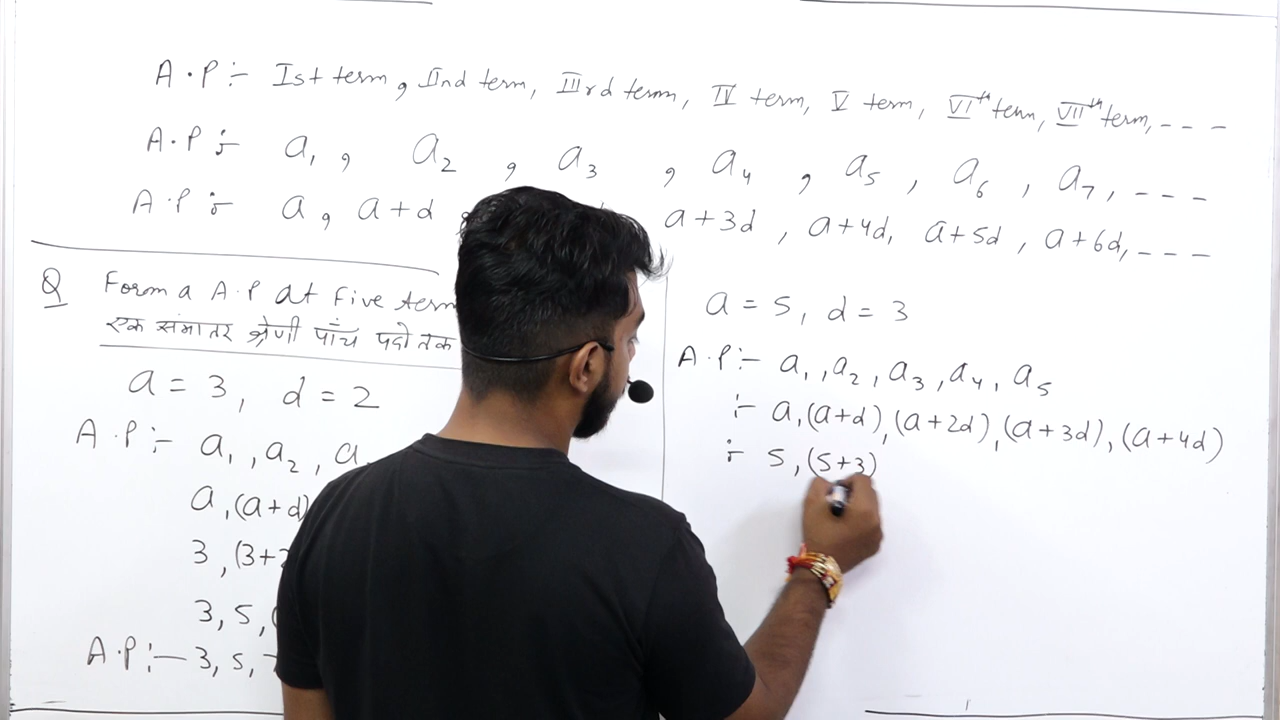 A.P :- Ist term, IInd term, IIIrd term, IV term, V term, VIth term, VIIth term, - - -
A.P :- a₁, a₂, a₃, a₄, a₅, a₆, a₇, - - -
A.P :- a, a+d, a+3d, a+4d, a+5d, a+6d, - - -
Q Form a A.P at Five term
एक समातर श्रेणी पाँच पदो तक
a = 3, d = 2
A.P :- a₁, a₂, a
a, (a+d)
3, (3+
3, 5, (
A.P :- 3, 5,
a = 5, d = 3
A.P :- a₁, a₂, a₃, a₄, a₅
:- a, (a+d), (a+2d), (a+3d), (a+4d)
:- 5, (5+3)